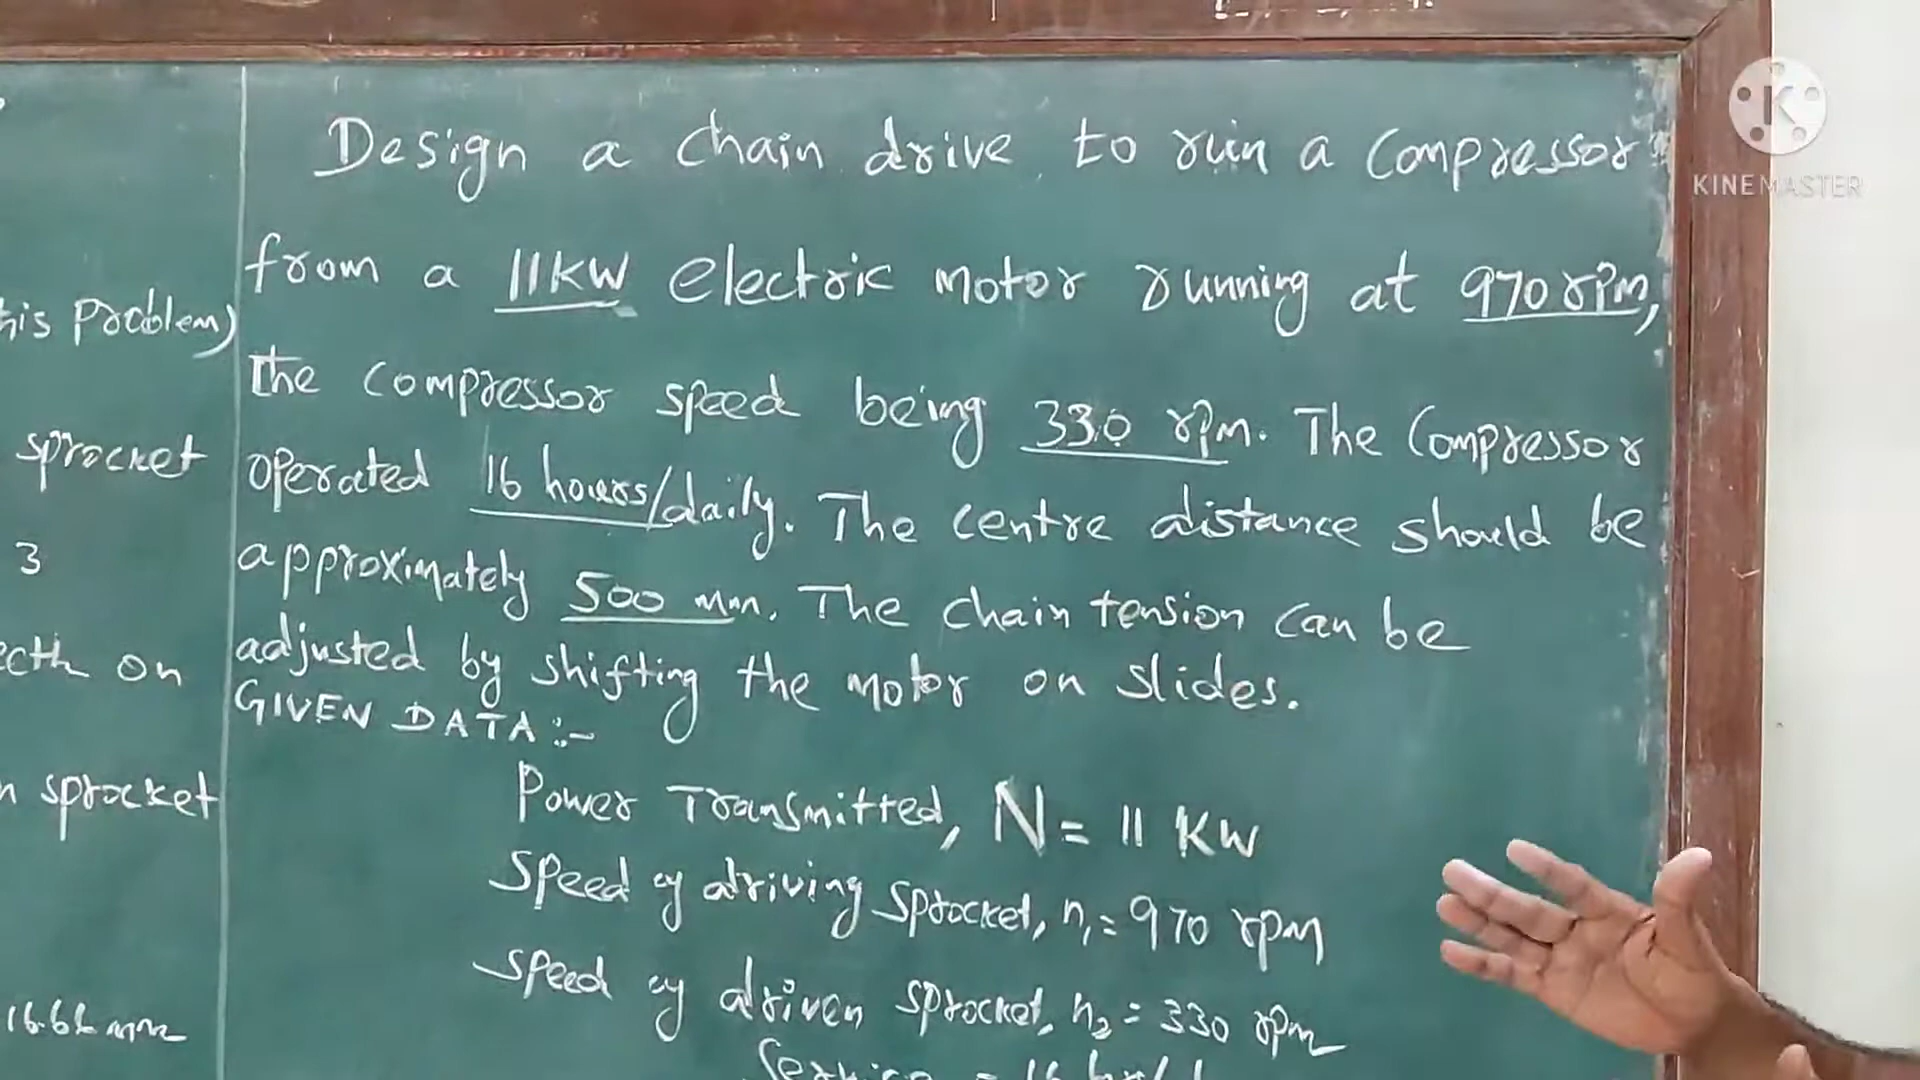 his problem)
sprocket
3
on
sprocket
Design a chain drive to run a compressor
from a 11KW electric motor running at 970 rpm,
The compressor speed being 330 rpm. The compressor
operated 16 hours/daily. The centre distance should be
approximately 500 mm. The chain tension can be
adjusted by shifting the motor on slides.
GIVEN DATA :-
Power Transmitted, N = 11 KW
Speed of driving sprocket, n₁ = 970 rpm
Speed of driven sprocket, n₂ = 330 rpm
Service = 16 hr/
K
KINEMASTER